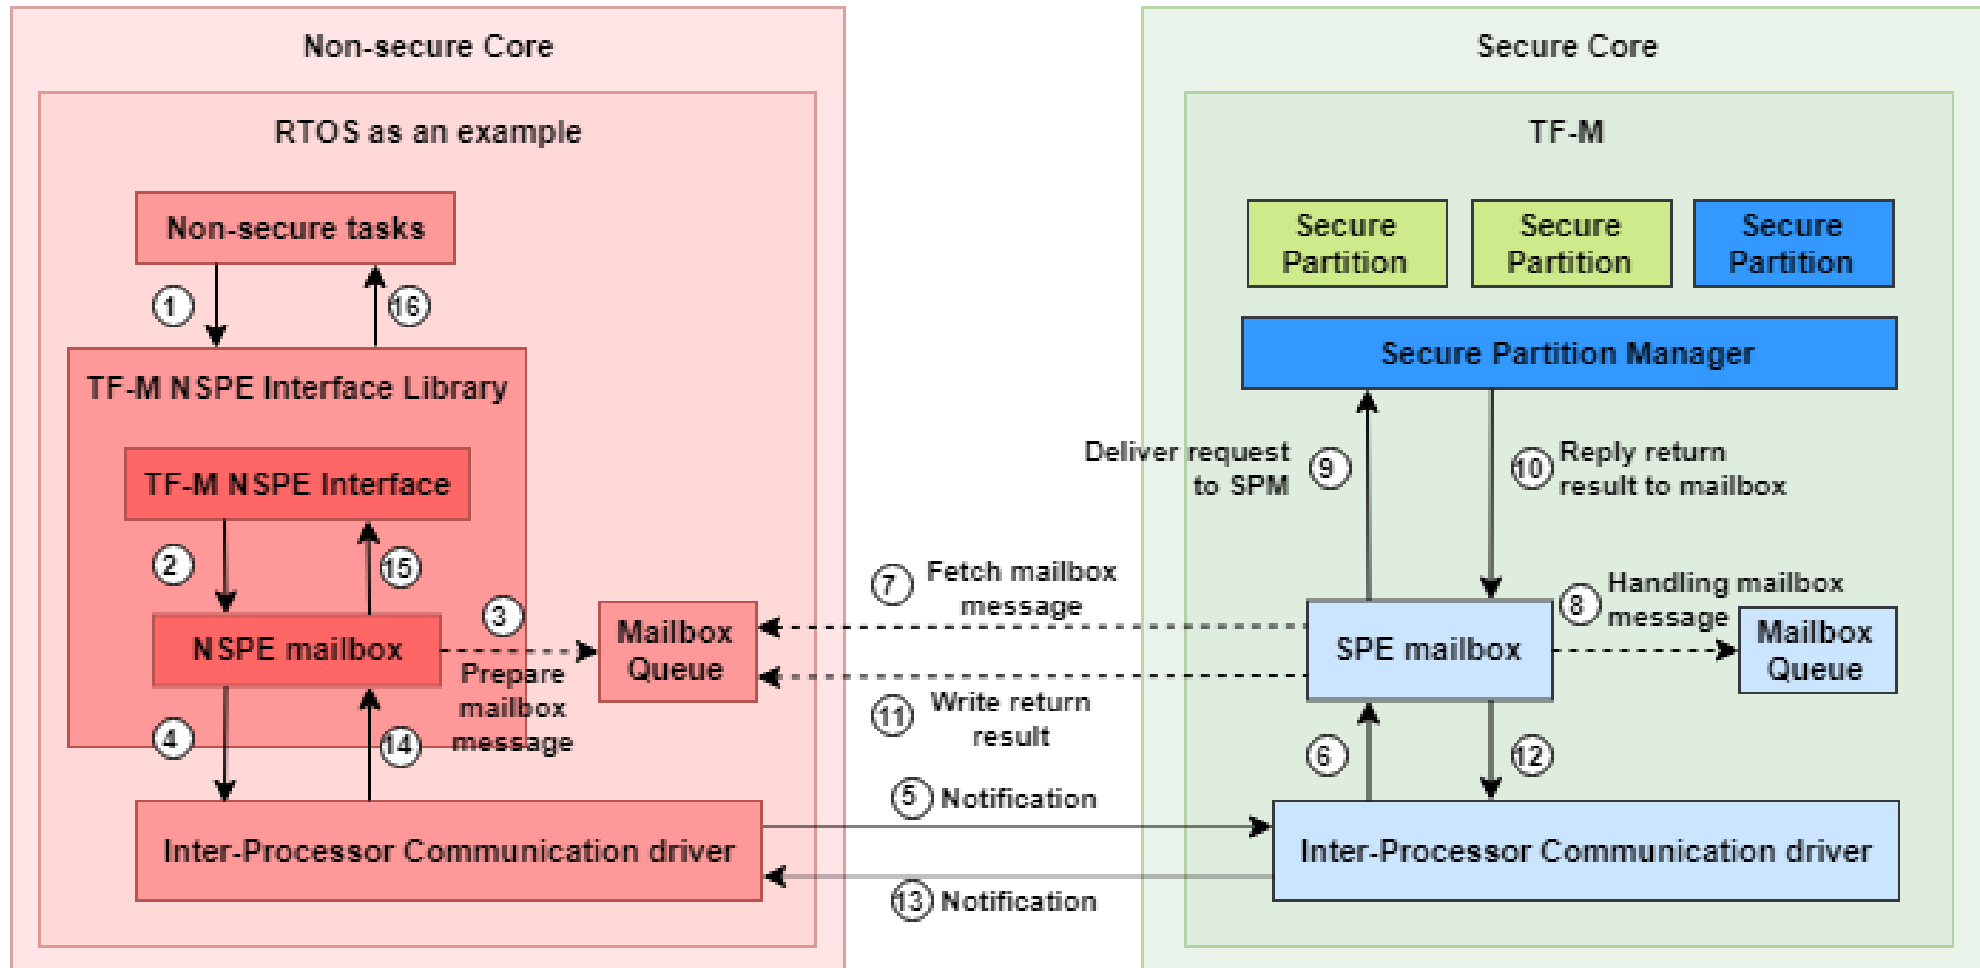 Non-secure Core
RTOS as an example
Non-secure tasks
1
16
TF-M NSPE Interface Library
TF-M NSPE Interface
2
15
3
NSPE mailbox
Prepare
mailbox
message
Mailbox
Queue
4
14
Inter-Processor Communication driver
7
Fetch mailbox
message
11
Write return
result
5
Notification
13
Notification
Secure Core
TF-M
Secure
Partition
Secure
Partition
Secure
Partition
Secure Partition Manager
Deliver request
to SPM
9
10
Reply return
result to mailbox
8
Handling mailbox
message
SPE mailbox
Mailbox
Queue
6
12
Inter-Processor Communication driver